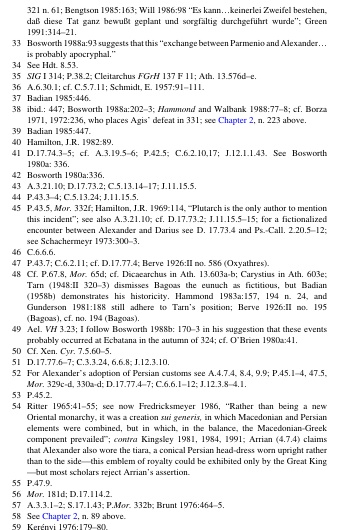 321 n. 61; Bengtson 1985:163; Will 1986:98 “Es kann…keinerlei Zweifel bestehen,
daß diese Tat ganz bewußt geplant und sorgfältig durchgeführt wurde”; Green
1991:314–21.
33 Bosworth 1988a:93 suggests that this “exchange between Parmenio and Alexander…
is probably apocryphal.”
34 See Hdt. 8.53.
35 SIG I 314; P.38.2; Cleitarchus FGrH 137 F 11; Ath. 13.576d–e.
36 A.6.30.1; cf. C.5.7.11; Schmidt, E. 1957:91–111.
37 Badian 1985:446.
38 ibid.: 447; Bosworth 1988a:202–3; Hammond and Walbank 1988:77–8; cf. Borza
1971, 1972:236, who places Agis’ defeat in 331; see Chapter 2, n. 223 above.
39 Badian 1985:447.
40 Hamilton, J.R. 1982:89.
41 D.17.74.3–5; cf. A.3.19.5–6; P.42.5; C.6.2.10,17; J.12.1.1.43. See Bosworth
1980a: 336.
42 Bosworth 1980a:336.
43 A.3.21.10; D.17.73.2; C.5.13.14–17; J.11.15.5.
44 P.43.3–4; C.5.13.24; J.11.15.5.
45 P.43.5, Mor. 332f; Hamilton, J.R. 1969:114, “Plutarch is the only author to mention
this incident”; see also A.3.21.10; cf. D.17.73.2; J.11.15.5–15; for a fictionalized
encounter between Alexander and Darius see D. 17.73.4 and Ps.-Call. 2.20.5–12;
see Schachermeyr 1973:300–3.
46 C.6.6.6.
47 P.43.7; C.6.2.11; cf. D.17.77.4; Berve 1926:II no. 586 (Oxyathres).
48 Cf. P.67.8, Mor. 65d; cf. Dicaearchus in Ath. 13.603a-b; Carystius in Ath. 603e;
Tarn (1948:II 320–3) dismisses Bagoas the eunuch as fictitious, but Badian
(1958b) demonstrates his historicity. Hammond 1983a:157, 194 n. 24, and
Gunderson 1981:188 still adhere to Tarn’s position; Berve 1926:II no. 195
(Bagoas), cf. no. 194 (Bagoas).
49 Ael. VH 3.23; I follow Bosworth 1988b: 170–3 in his suggestion that these events
probably occurred at Ecbatana in the autumn of 324; cf. O’Brien 1980a:41.
50 Cf. Xen. Cyr. 7.5.60–5.
51 D.17.77.6–7; C.3.3.24, 6.6.8; J.12.3.10.
52 For Alexander’s adoption of Persian customs see A.4.7.4, 8.4, 9.9; P.45.1–4, 47.5,
Mor. 329c-d, 330a-d; D.17.77.4–7; C.6.6.1–12; J.12.3.8–4.1.
53 P.45.2.
54 Ritter 1965:41–55; see now Fredricksmeyer 1986, “Rather than being a new
Oriental monarchy, it was a creation sui generis, in which Macedonian and Persian
elements were combined, but in which, in the balance, the Macedonian-Greek
component prevailed”; contra Kingsley 1981, 1984, 1991; Arrian (4.7.4) claims
that Alexander also wore the tiara, a conical Persian head-dress worn upright rather
than to the side—this emblem of royalty could be exhibited only by the Great King
—but most scholars reject Arrian’s assertion.
55 P.47.9.
56 Mor. 181d; D.17.114.2.
57 A.3.3.1–2; S.17.1.43; P.Mor. 332b; Brunt 1976:464–5.
58 See Chapter 2, n. 89 above.
59 Kerényi 1976:179–80.